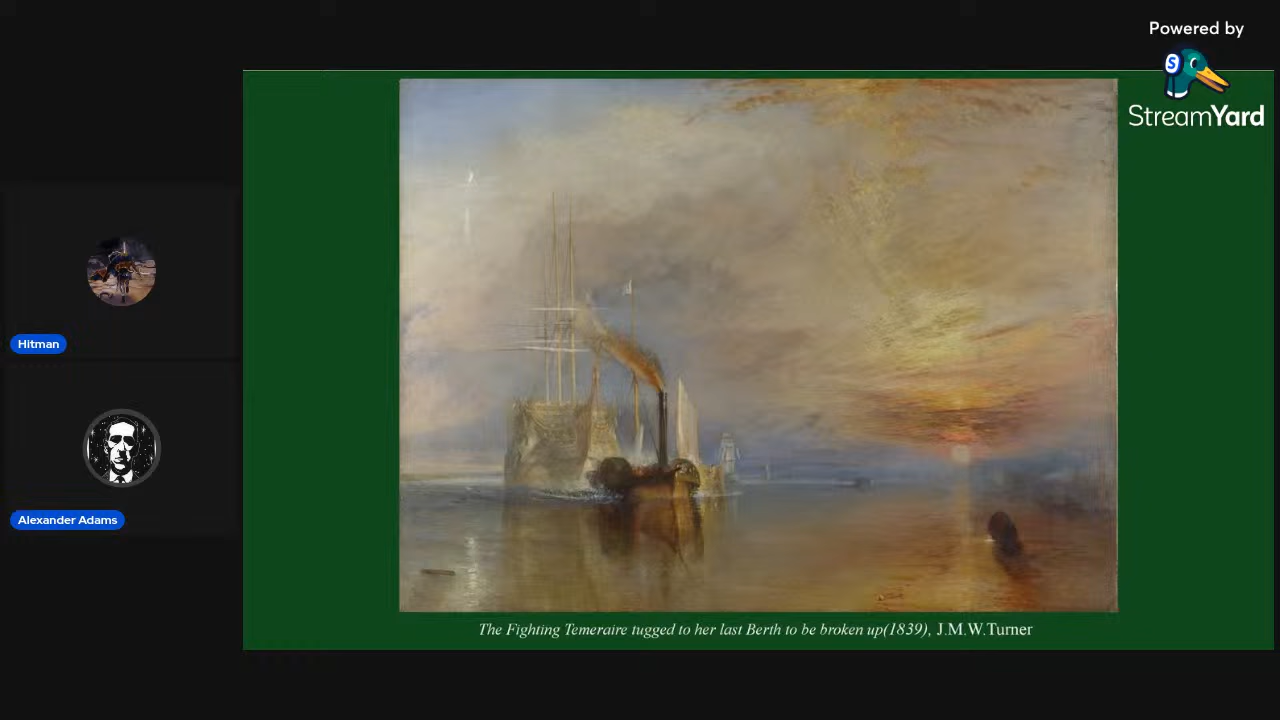 Powered by
StreamYard
Hitman
Alexander Adams
The Fighting Temeraire tugged to her last Berth to be broken up(1839), J.M.W.Turner